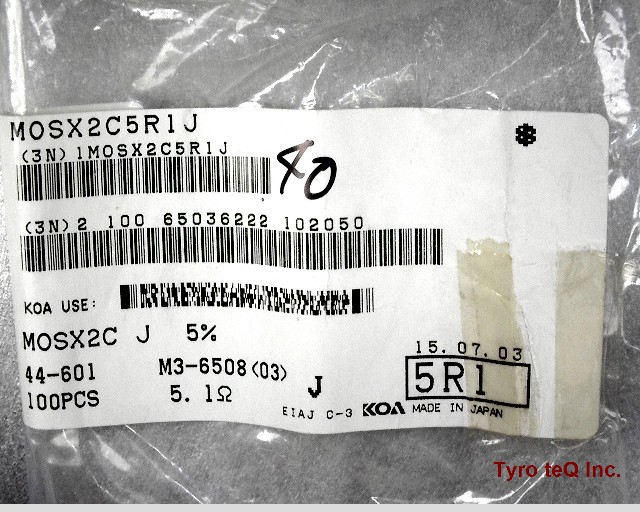 MOSX2C5R1J
(3N) 1MOSX2C5R1J
40
(3N) 2 100 65036222 102050
KOA USE:
MOSX2C J 5%
15.07.03
44-601 M3-6508(03) J 5R1
100PCS 5.1Ω
EIAJ C-3 KOA MADE IN JAPAN
Tyro teQ Inc.